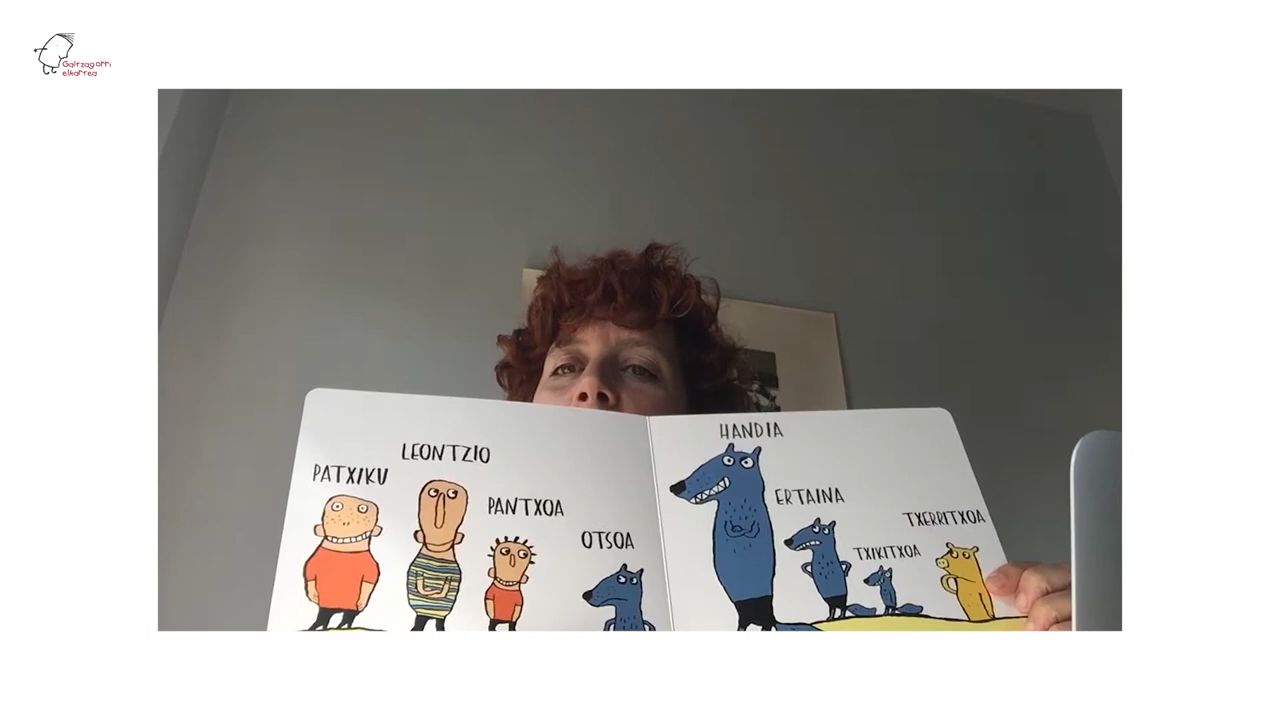 Galtzagorri
elkartea
PATXIKU
LEONTZIO
PANTXOA
OTSOA
HANDIA
ERTAINA
TXIKITXOA
TXERRITXOA